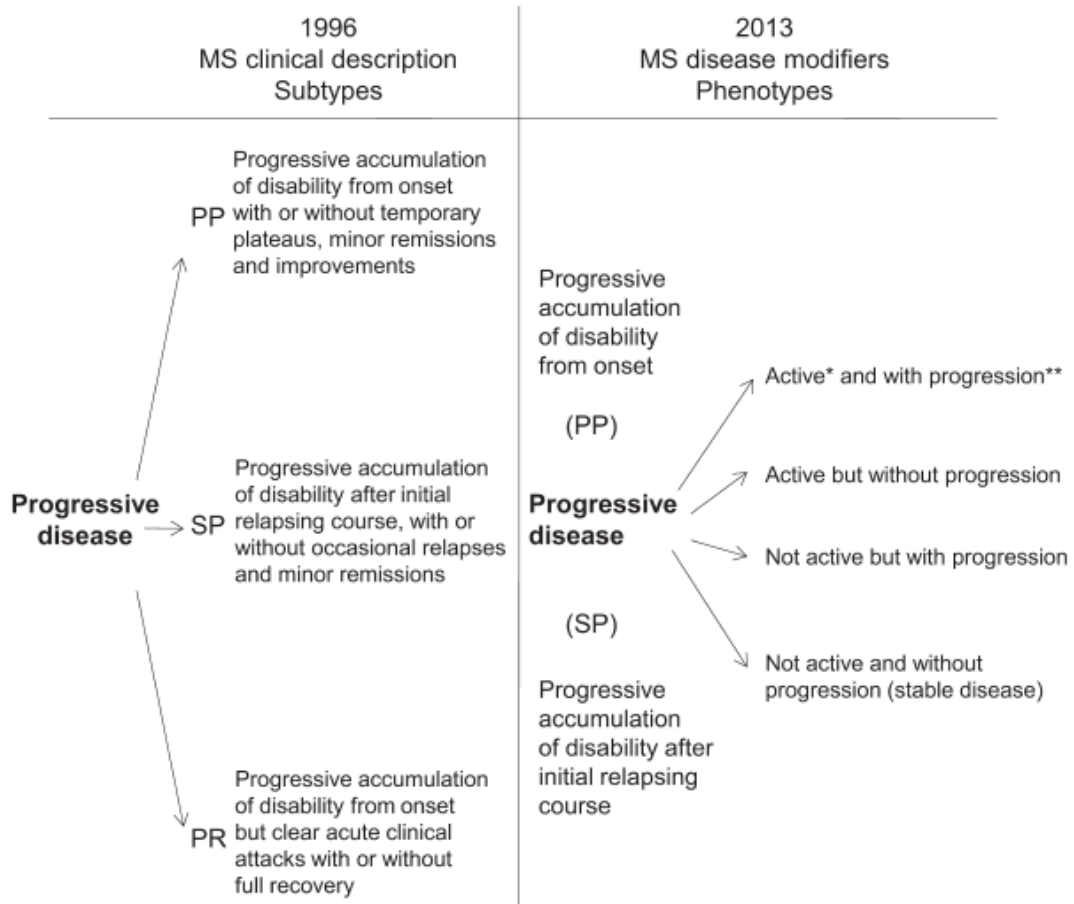 1996
MS clinical description
Subtypes
2013
MS disease modifiers
Phenotypes
Progressive accumulation
of disability from onset
with or without temporary
plateaus, minor remissions
and improvements
PP
Progressive
disease
SP
Progressive accumulation
of disability after initial
relapsing course, with or
without occasional relapses
and minor remissions
PR
Progressive accumulation
of disability from onset
but clear acute clinical
attacks with or without
full recovery
Progressive
accumulation
of disability
from onset
(PP)
Progressive
disease
(SP)
Progressive
accumulation
of disability after
initial relapsing
course
Active* and with progression**
Active but without progression
Not active but with progression
Not active and without
progression (stable disease)